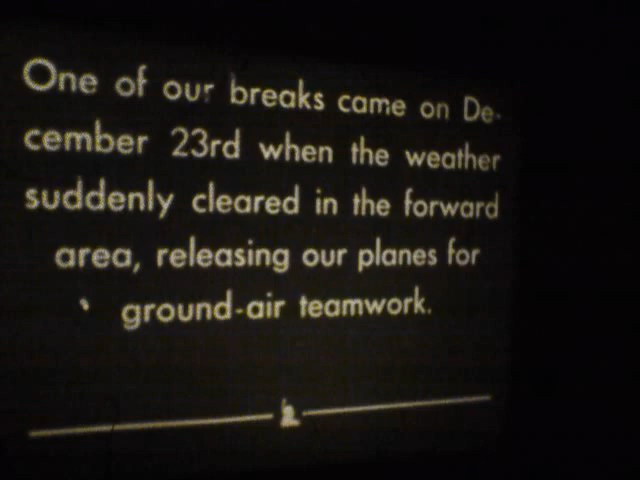 One of our breaks came on De-
cember 23rd when the weather
suddenly cleared in the forward
area, releasing our planes for
ground-air teamwork.